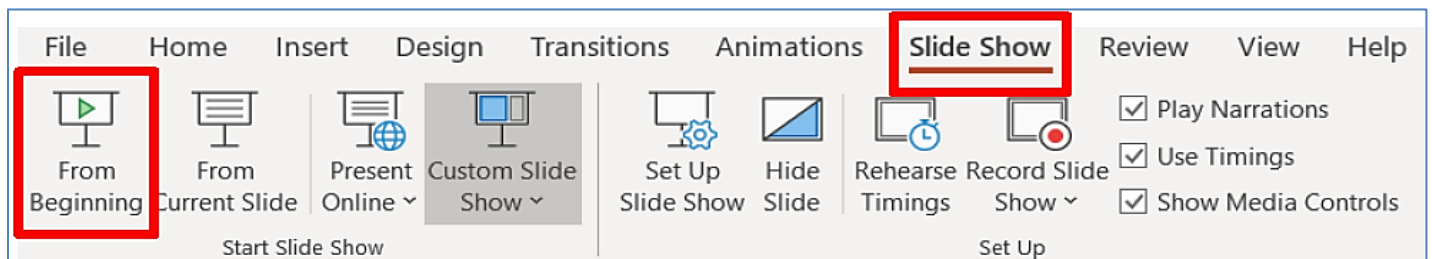 File Home Insert Design Transitions Animations Slide Show Review View Help
From Beginning
From Current Slide
Present Online
Custom Slide Show
Set Up Slide Show
Hide Slide
Rehearse Timings
Record Slide Show
Play Narrations
Use Timings
Show Media Controls
Start Slide Show
Set Up